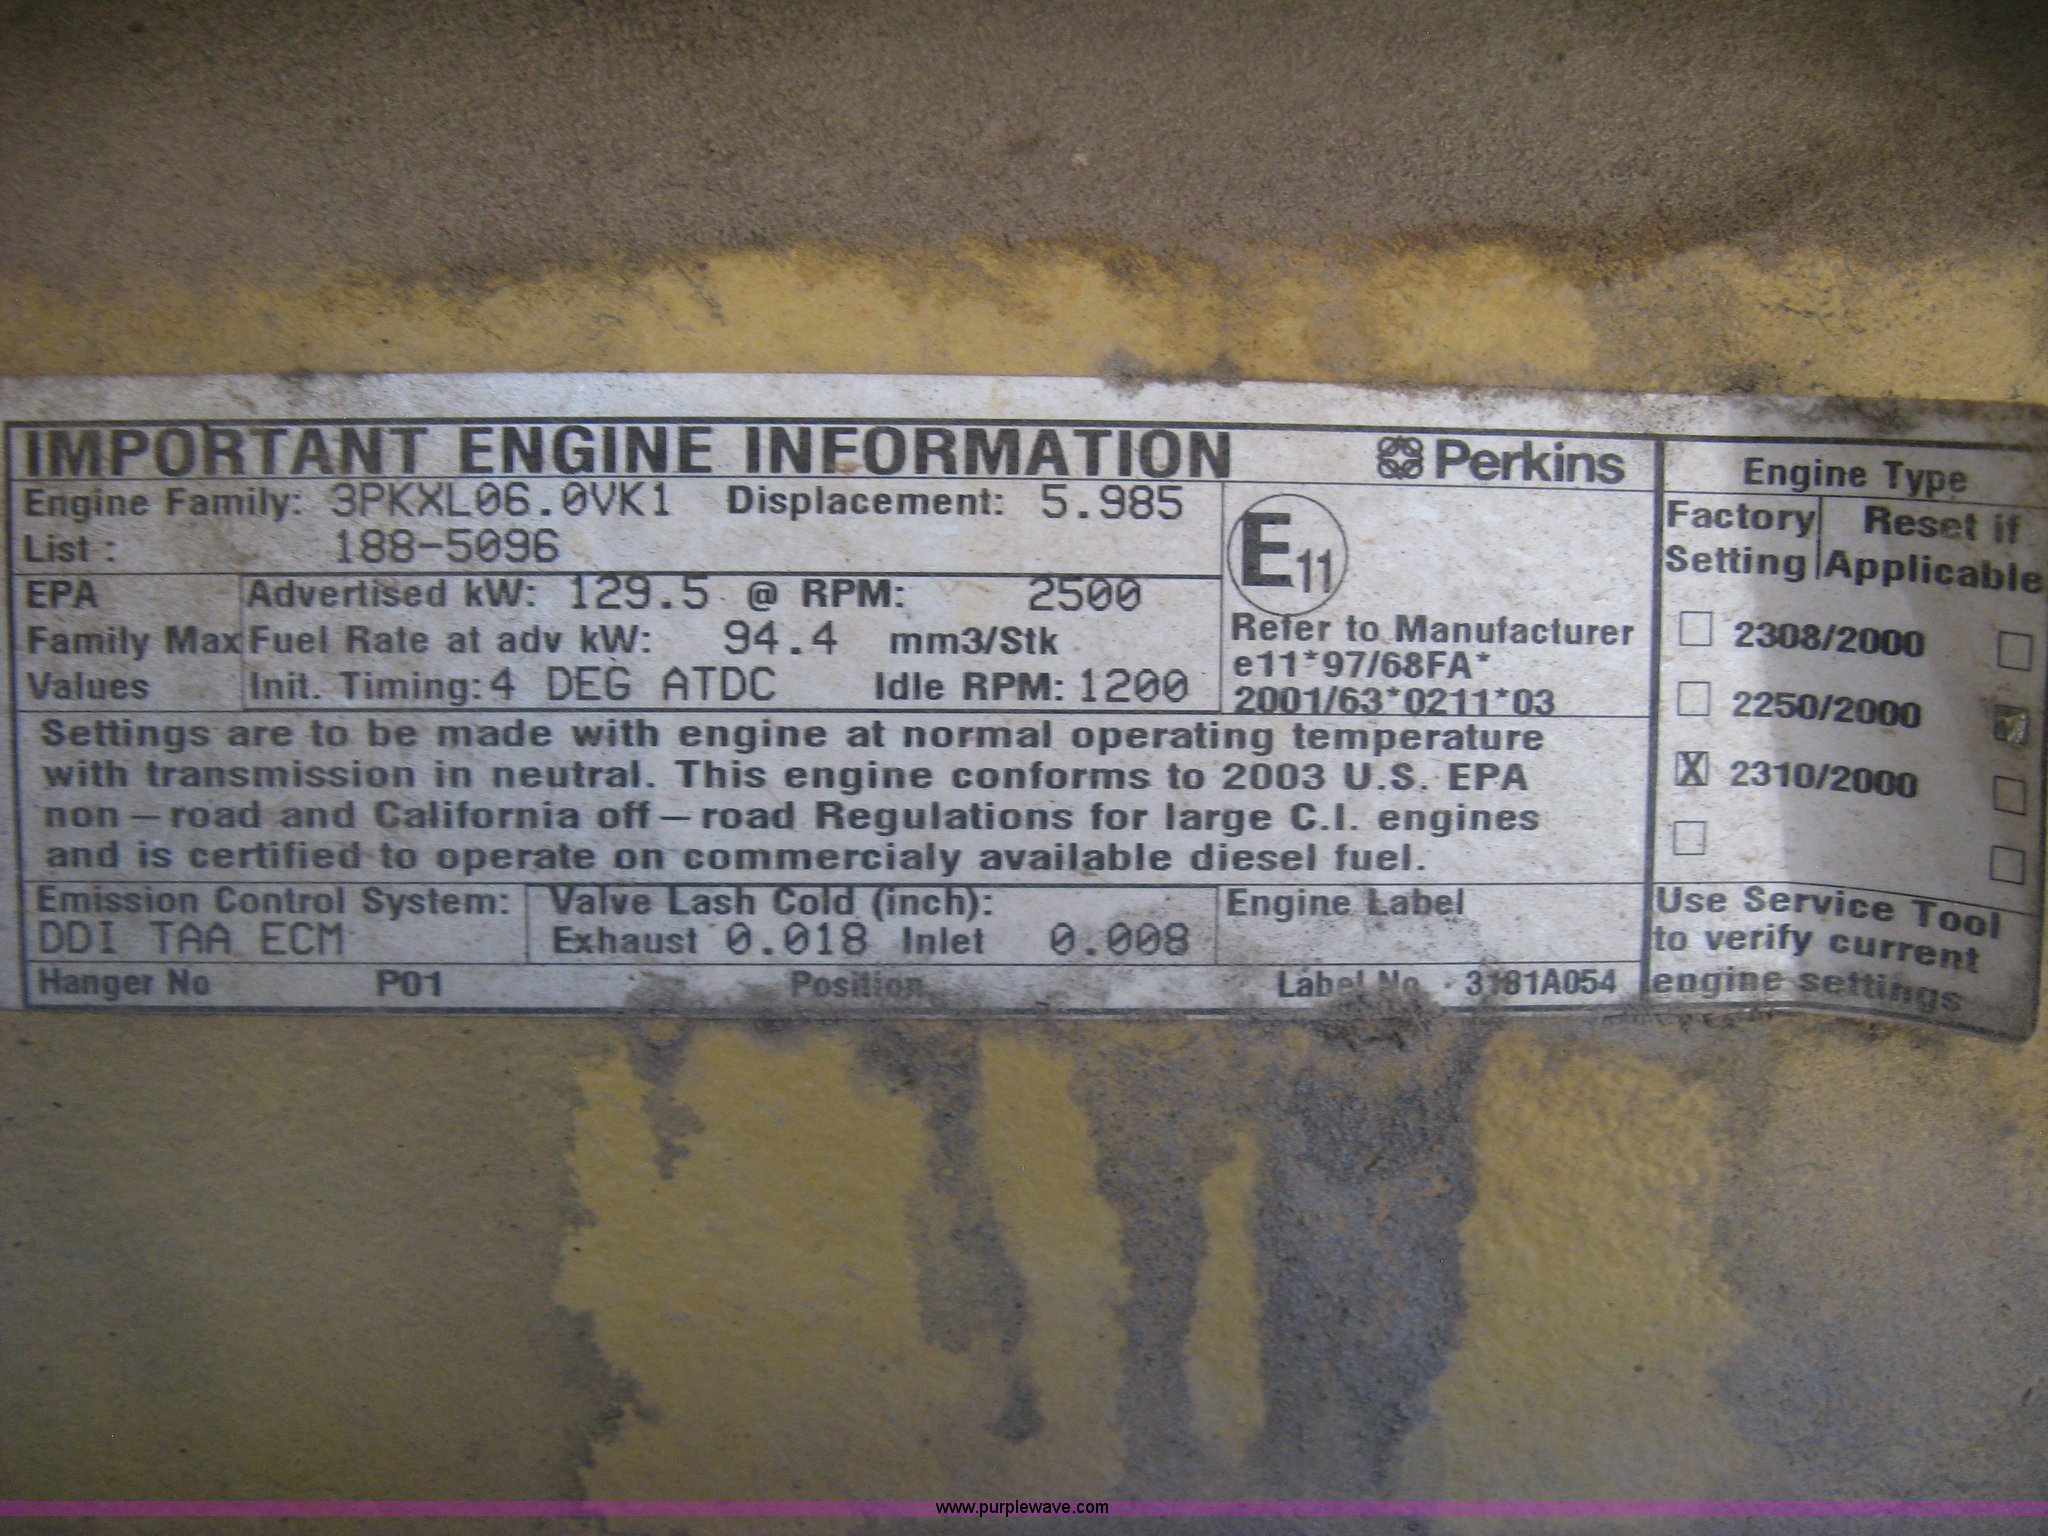 IMPORTANT ENGINE INFORMATION
Perkins
Engine Family: 3PKXL06.0VK1 Displacement: 5.985
List : 188-5096
EPA Family Max Values
Advertised kW: 129.5 @ RPM: 2500
Fuel Rate at adv kW: 94.4 mm3/Stk
Init. Timing: 4 DEG ATDC Idle RPM: 1200
E11
Refer to Manufacturer
e11*97/68FA*
2001/63*0211*03
Settings are to be made with engine at normal operating temperature
with transmission in neutral. This engine conforms to 2003 U.S. EPA
non-road and California off-road Regulations for large C.I. engines
and is certified to operate on commercialy available diesel fuel.
Emission Control System:
DDI TAA ECM
Valve Lash Cold (inch):
Exhaust 0.018 Inlet 0.008
Engine Label
Hanger No P01 Position Label No 3181A054
Engine Type
Factory Setting
Reset if Applicable
2308/2000
2250/2000
X 2310/2000
Use Service Tool
to verify current
engine settings
www.purplewave.com